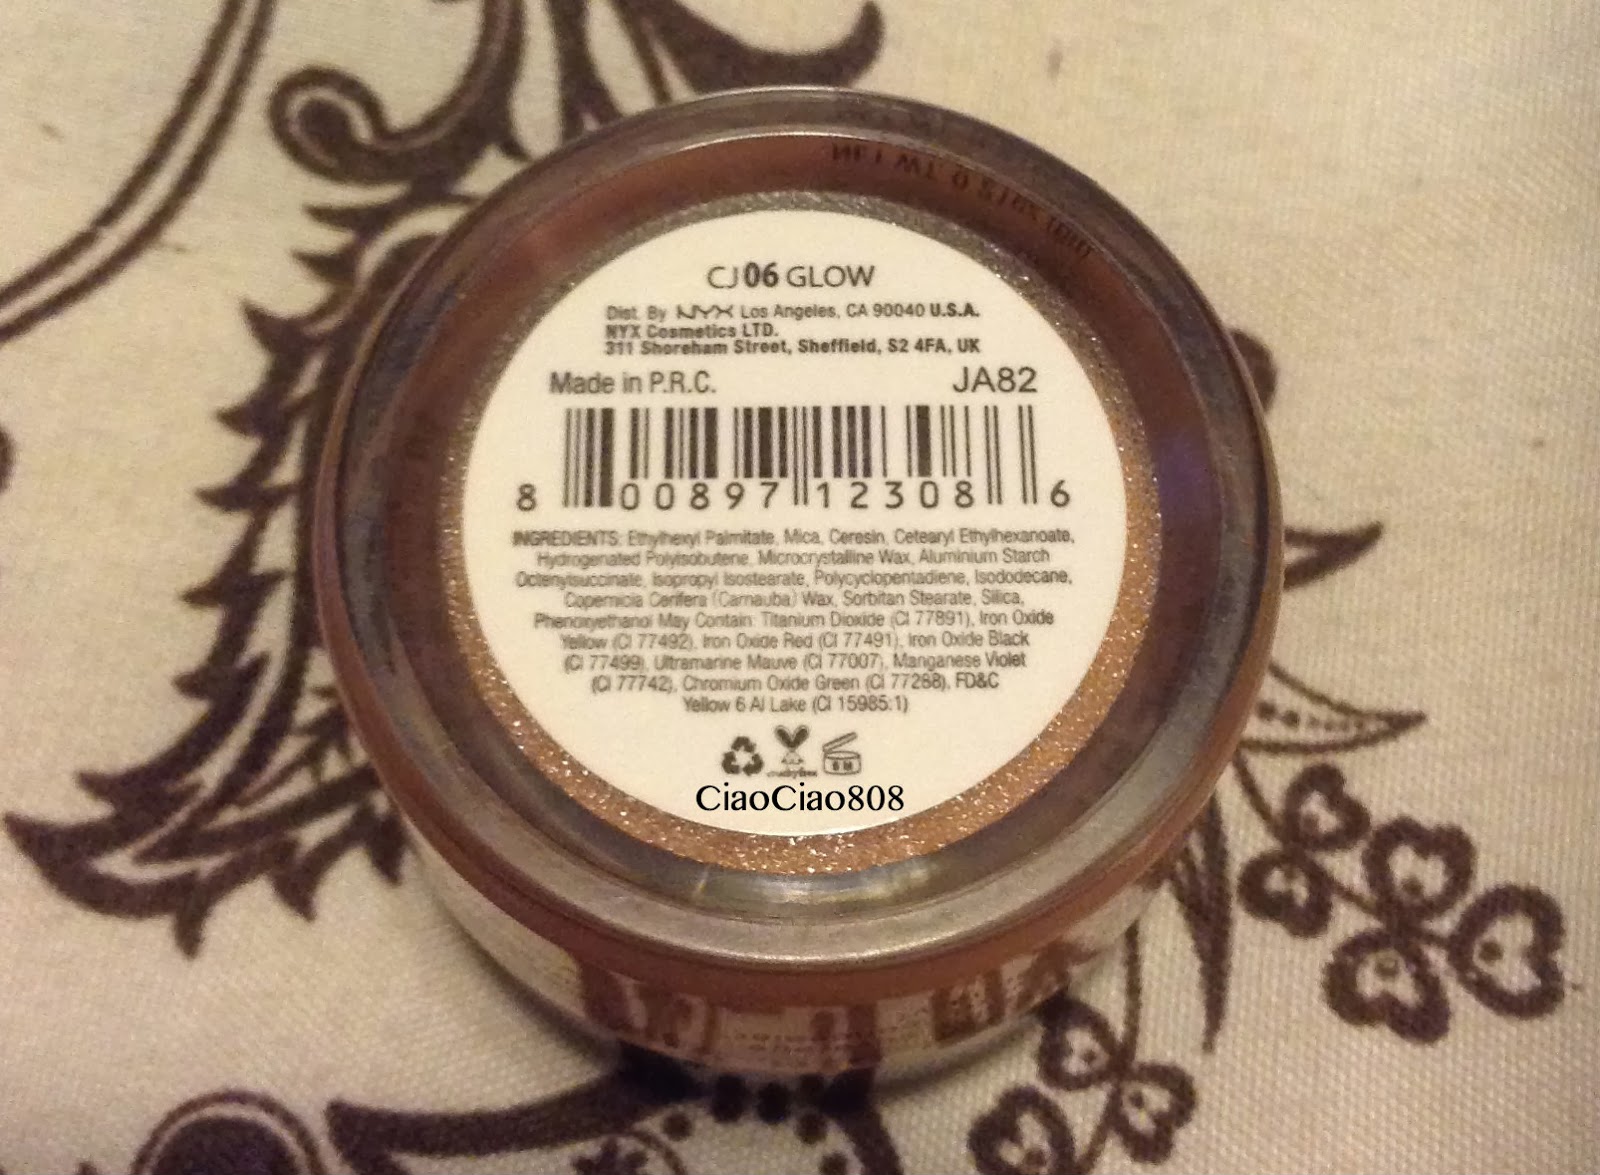 CJ 06 GLOW
Dist. By NYX Los Angeles, CA 90040 U.S.A.
NYX Cosmetics LTD.
311 Shoreham Street, Sheffield, S2 4FA, UK
Made in P.R.C. JA82
8 00897 12308 6
INGREDIENTS: Ethylhexyl Palmitate, Mica, Ceresin, Cetearyl Ethylhexanoate,
Hydrogenated Polyisobutene, Microcrystalline Wax, Aluminium Starch
Octenylsuccinate, Isopropyl Isostearate, Polycyclopentadiene, Isododecane,
Copernicia Cerifera (Carnauba) Wax, Sorbitan Stearate, Silica,
Phenoxyethanol May Contain: Titanium Dioxide (CI 77891), Iron Oxide
Yellow (CI 77492), Iron Oxide Red (CI 77491), Iron Oxide Black
(CI 77499), Ultramarine Mauve (CI 77007), Manganese Violet
(CI 77742), Chromium Oxide Green (CI 77288), FD&C
Yellow 6 Al Lake (CI 15985:1)
CiaoCiao808